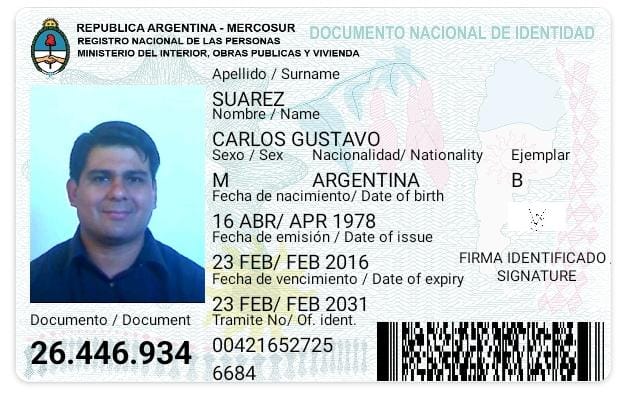 REPUBLICA ARGENTINA - MERCOSUR
REGISTRO NACIONAL DE LAS PERSONAS
MINISTERIO DEL INTERIOR, OBRAS PUBLICAS Y VIVIENDA
DOCUMENTO NACIONAL DE IDENTIDAD
Apellido / Surname
SUAREZ
Nombre / Name
CARLOS GUSTAVO
Sexo / Sex Nacionalidad/ Nationality Ejemplar
M ARGENTINA B
Fecha de nacimiento/ Date of birth
16 ABR/ APR 1978
Fecha de emisión / Date of issue
23 FEB/ FEB 2016
Fecha de vencimiento / Date of expiry
23 FEB/ FEB 2031
FIRMA IDENTIFICADO
SIGNATURE
Tramite No/ Of. ident.
00421652725
6684
Documento / Document
26.446.934